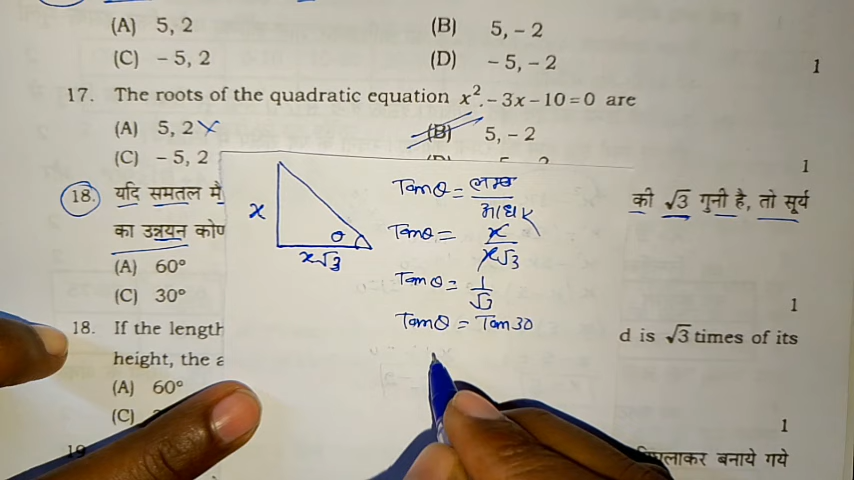 (A) 5, 2 (B) 5, – 2
(C) – 5, 2 (D) – 5, – 2
1
17. The roots of the quadratic equation x² – 3x – 10 = 0 are
(A) 5, 2 (B) 5, – 2
(C) – 5, 2
1
18. यदि समतल मै की √3 गुनी है, तो सूर्य
का उन्नयन कोण
(A) 60°
(C) 30°
1
18. If the length d is √3 times of its
height, the a
(A) 60°
(C)
1
19
मिलाकर बनाये गये
x
θ
x√3
Tanθ = लम्ब / आधार
Tanθ = x / x√3
Tanθ = 1 / √3
Tanθ = Tan30